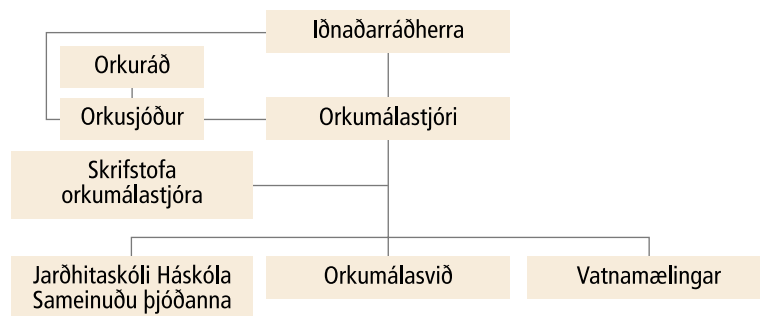 Iðnaðarráðherra
Orkuráð
Orkusjóður
Orkumálastjóri
Skrifstofa
orkumálastjóra
Jarðhitaskóli Háskóla
Sameinuðu þjóðanna
Orkumálasvið
Vatnamælingar